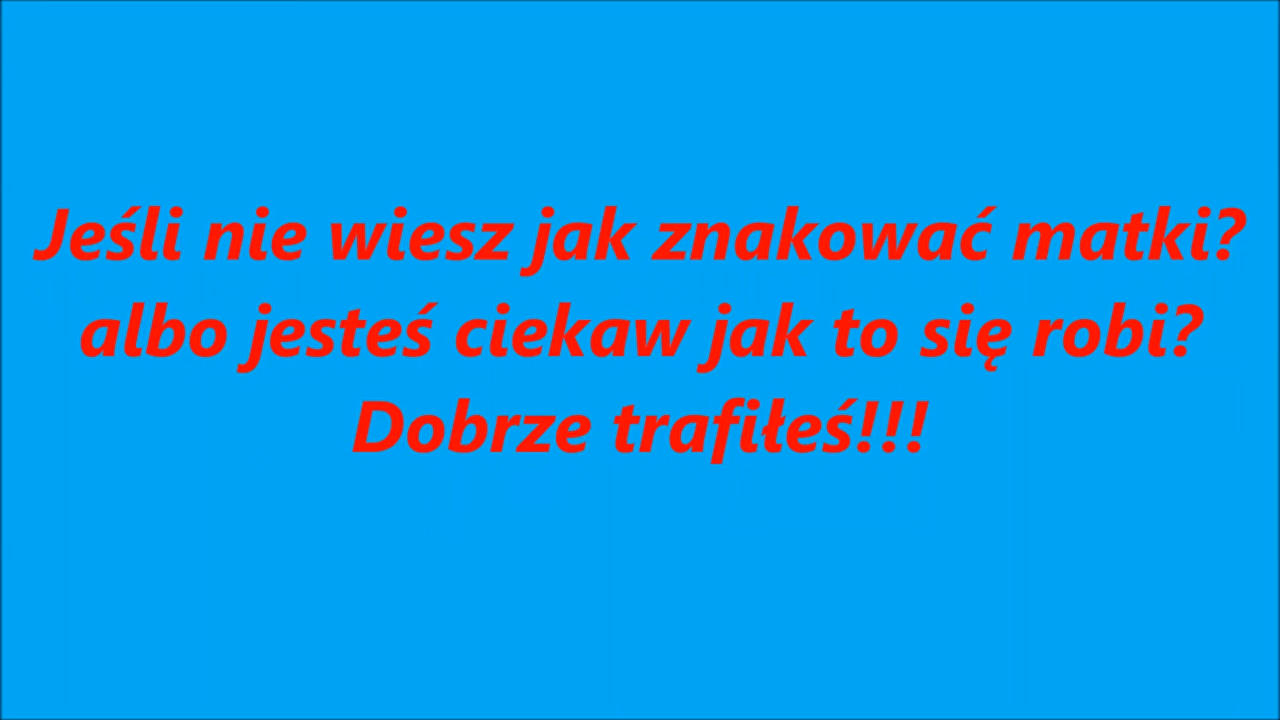 Jeśli nie wiesz jak znakować matki?
albo jesteś ciekaw jak to się robi?
Dobrze trafiłeś!!!